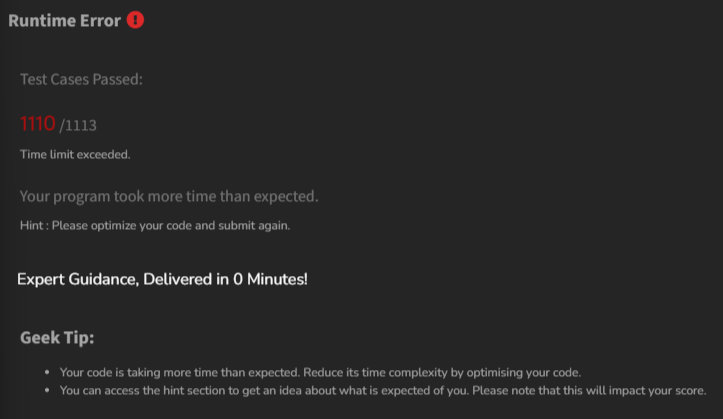 Runtime Error
Test Cases Passed:
1110 /1113
Time limit exceeded.
Your program took more time than expected.
Hint : Please optimize your code and submit again.
Expert Guidance, Delivered in 0 Minutes!
Geek Tip:
• Your code is taking more time than expected. Reduce its time complexity by optimising your code.
• You can access the hint section to get an idea about what is expected of you. Please note that this will impact your score.